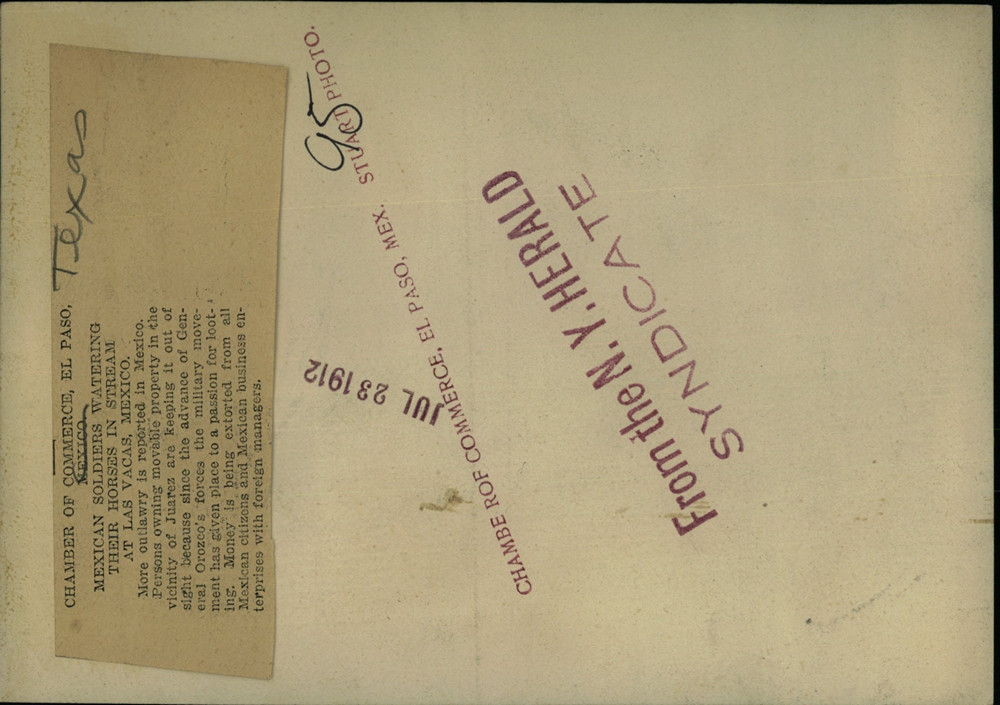 CHAMBER OF COMMERCE, EL PASO,
MEXICO.
Texas
MEXICAN SOLDIERS WATERING
THEIR HORSES IN STREAM
AT LAS VACAS, MEXICO.
More outlawry is reported in Mexico.
Persons owning movable property in the
vicinity of Juarez are keeping it out of
sight because since the advance of Gen-
eral Orozco's forces the military move-
ment has given place to a passion for loot-
ing. Money is being extorted from all
Mexican citizens and Mexican business en-
terprises with foreign managers.
95
STUART PHOTO.
JUL 23 1912
CHAMBE ROF COMMERCE, EL PASO, MEX.
From the N. Y. HERALD
SYNDICATE